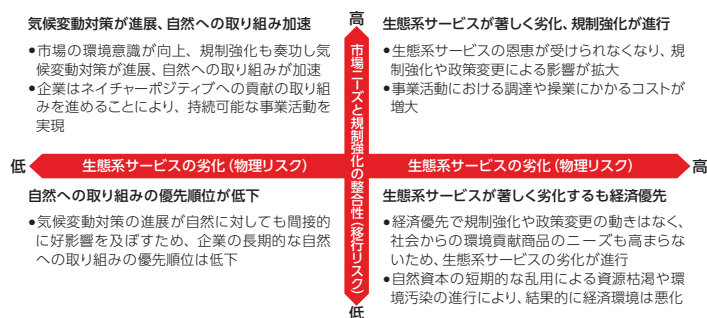 高
気候変動対策が進展、自然への取り組み加速
●市場の環境意識が向上、規制強化も奏功し気
候変動対策が進展、自然への取り組みが加速
●企業はネイチャーポジティブへの貢献の取り組
みを進めることにより、持続可能な事業活動を
実現
生態系サービスが著しく劣化、規制強化が進行
●生態系サービスの恩恵が受けられなくなり、規
制強化や政策変更による影響が拡大
●事業活動における調達や操業にかかるコストが
増大
市場ニーズと規制強化の整合性(移行リスク)
低
生態系サービスの劣化(物理リスク)
生態系サービスの劣化(物理リスク)
高
自然への取り組みの優先順位が低下
●気候変動対策の進展が自然に対しても間接的
に好影響を及ぼすため、企業の長期的な自然
への取り組みの優先順位は低下
生態系サービスが著しく劣化するも経済優先
●経済優先で規制強化や政策変更の動きはなく、
社会からの環境貢献商品のニーズも高まらな
いため、生態系サービスの劣化が進行
●自然資本の短期的な乱用による資源枯渇や環
境汚染の進行により、結果的に経済環境は悪化
低